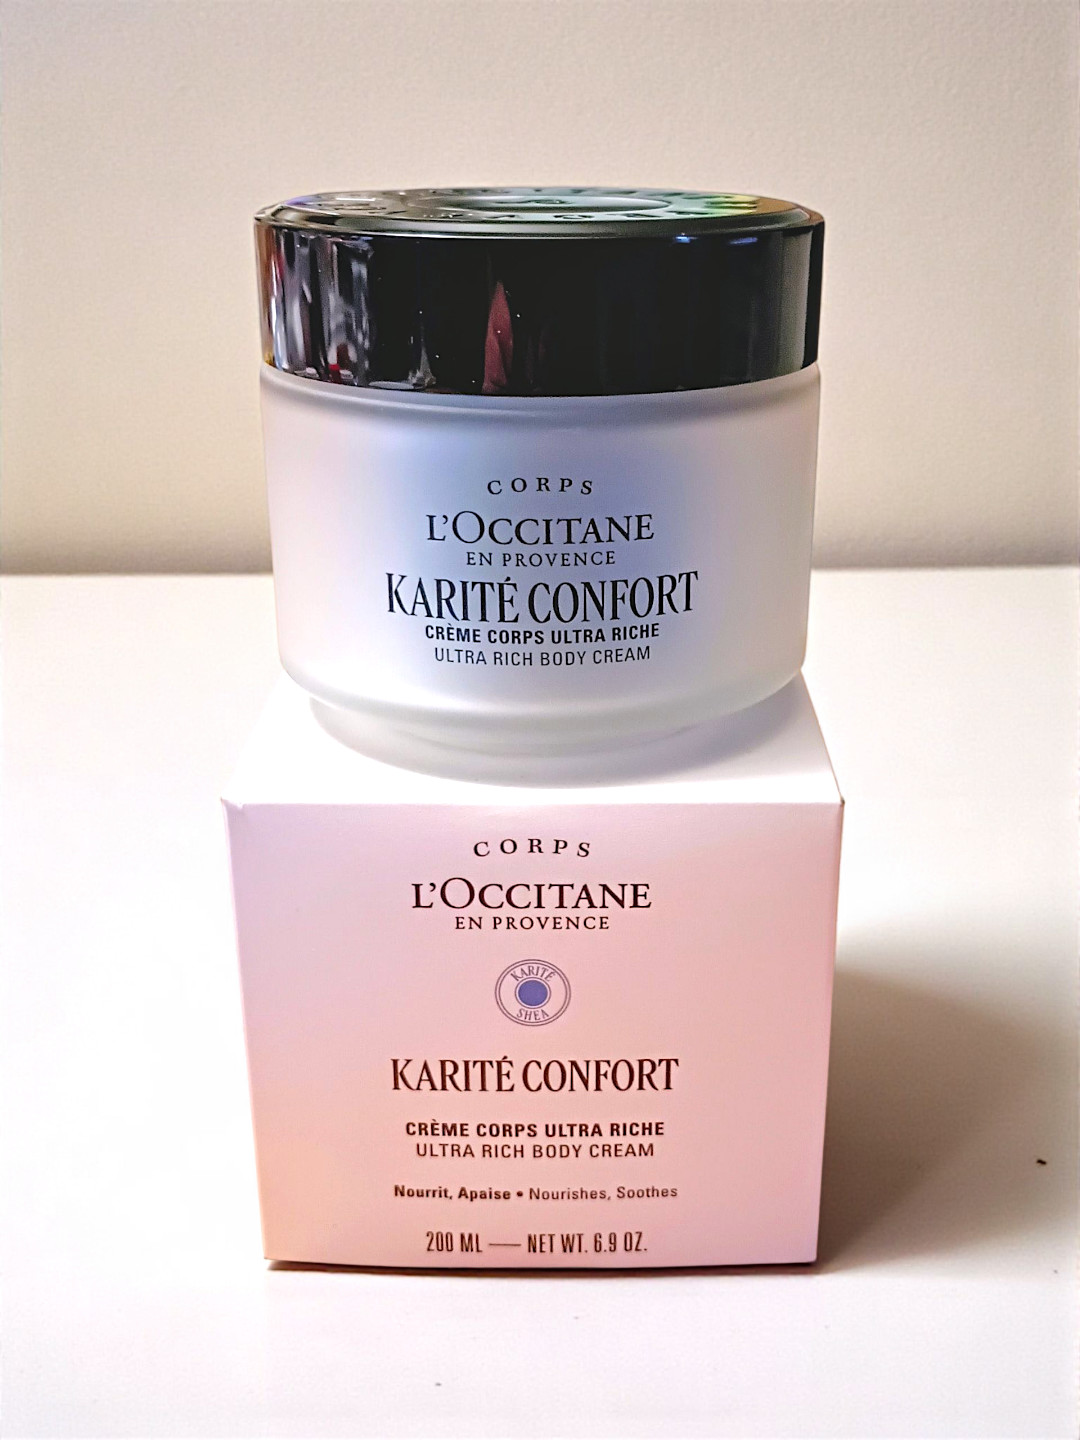 CORPS
L'OCCITANE
EN PROVENCE
KARITÉ CONFORT
CRÈME CORPS ULTRA RICHE
ULTRA RICH BODY CREAM
CORPS
L'OCCITANE
EN PROVENCE
KARITÉ
SHEA
KARITÉ CONFORT
CRÈME CORPS ULTRA RICHE
ULTRA RICH BODY CREAM
Nourrit, Apaise • Nourishes, Soothes
200 ML — NET WT. 6.9 OZ.